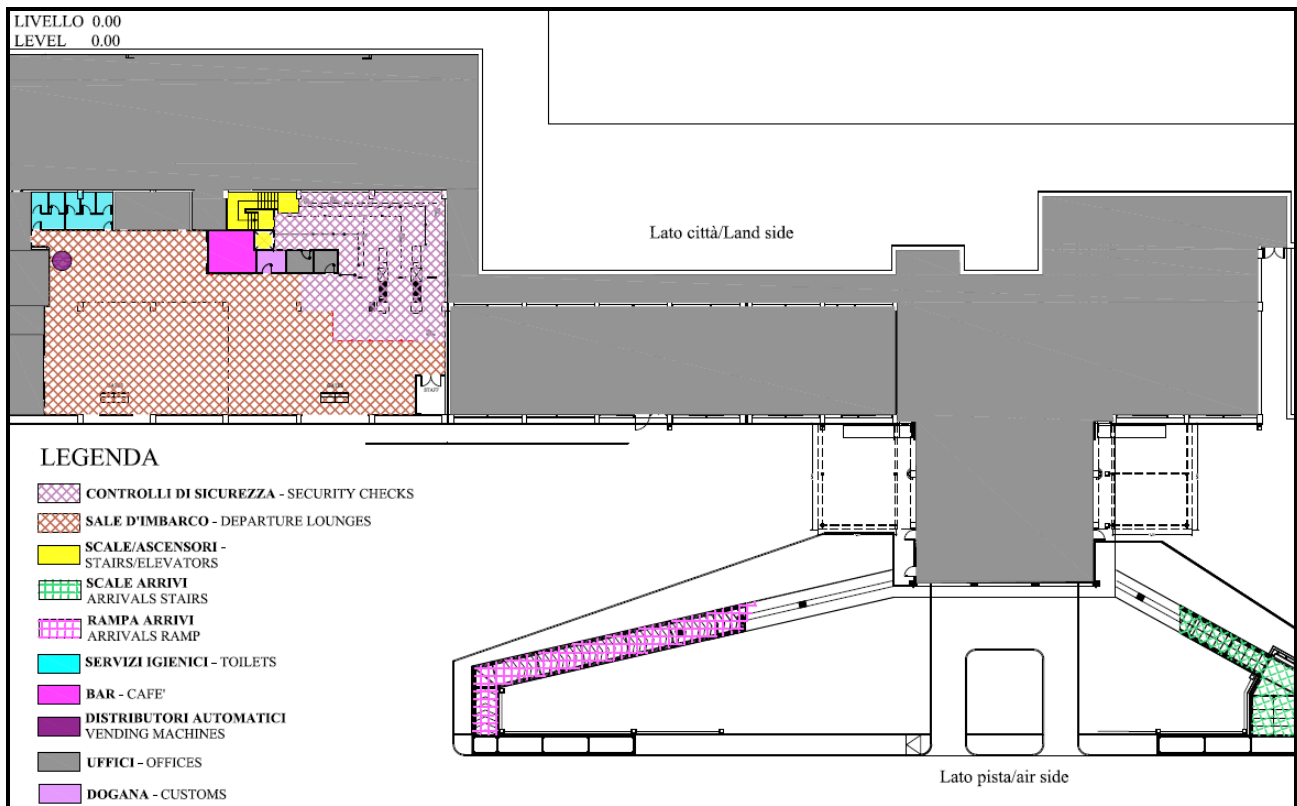 LIVELLO 0.00
LEVEL 0.00
Lato città/Land side
STAFF
LEGENDA
CONTROLLI DI SICUREZZA - SECURITY CHECKS
SALE D'IMBARCO - DEPARTURE LOUNGES
SCALE/ASCENSORI -
STAIRS/ELEVATORS
SCALE ARRIVI
ARRIVALS STAIRS
RAMPA ARRIVI
ARRIVALS RAMP
SERVIZI IGIENICI - TOILETS
BAR - CAFE'
DISTRIBUTORI AUTOMATICI
VENDING MACHINES
UFFICI - OFFICES
DOGANA - CUSTOMS
Lato pista/air side